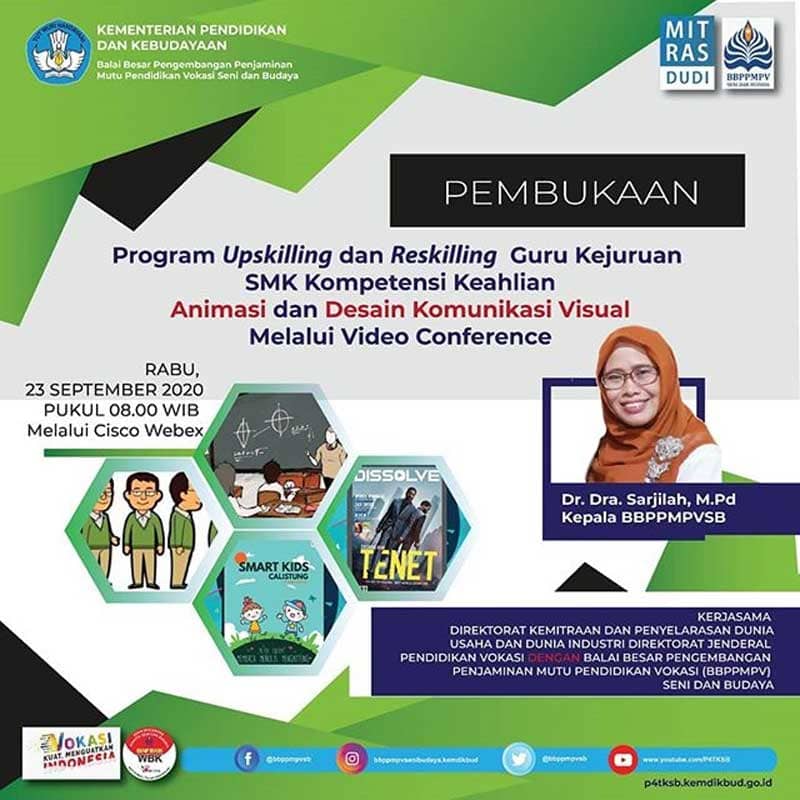 KEMENTERIAN PENDIDIKAN
DAN KEBUDAYAAN
Balai Besar Pengembangan Penjaminan
Mutu Pendidikan Vokasi Seni dan Budaya
MIT
RAS
DUDI
BBPPMPV
PEMBUKAAN
Program Upskilling dan Reskilling Guru Kejuruan
SMK Kompetensi Keahlian
Animasi dan Desain Komunikasi Visual
Melalui Video Conference
RABU,
23 SEPTEMBER 2020
PUKUL 08.00 WIB
Melalui Cisco Webex
DISSOLVE
TENET
SMART KIDS
CALISTUNG
Dr. Dra. Sarjilah, M.Pd
Kepala BBPPMPVSB
KERJASAMA
DIREKTORAT KEMITRAAN DAN PENYELARASAN DUNIA
USAHA DAN DUNIA INDUSTRI DIREKTORAT JENDERAL
PENDIDIKAN VOKASI DENGAN BALAI BESAR PENGEMBANGAN
PENJAMINAN MUTU PENDIDIKAN VOKASI (BBPPMPV)
SENI DAN BUDAYA
VOKASI
KUAT, MENGUATKAN
INDONESIA
WBK
@bbppmpvsb
bbppmpvsenibudaya.kemdikbud
@bbppmpvsb
www.youtube.com/P4TKSB
p4tksb.kemdikbud.go.id